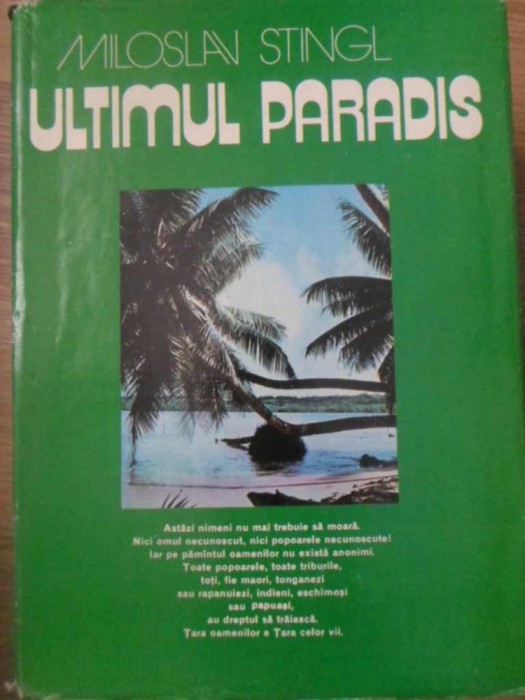 MILOSLAV STINGL
ULTIMUL PARADIS
Astăzi nimeni nu mai trebuie să moară.
Nici omul necunoscut, nici popoarele necunoscute!
Iar pe pămîntul oamenilor nu există anonimi.
Toate popoarele, toate triburile,
toți, fie maori, tonganezi
sau rapanuiezi, indieni, eschimoși
sau papuași,
au dreptul să trăiască.
Țara oamenilor e Țara celor vii.